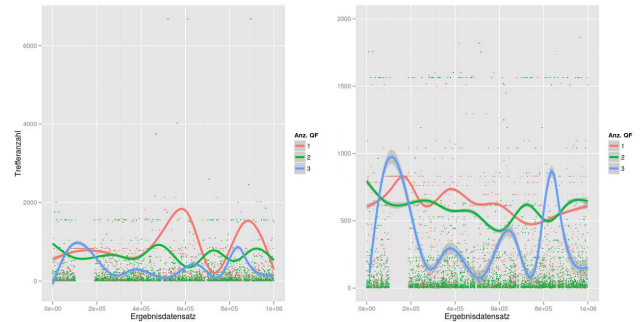 6000
4000
2000
0
Trefferanzahl
0e+00 2e+05 4e+05 6e+05 8e+05 1e+06
Ergebnisdatensatz
Anz. QF
1
2
3
2000
1500
1000
500
0
0e+00 2e+05 4e+05 6e+05 8e+05 1e+06
Ergebnisdatensatz
Anz. QF
1
2
3